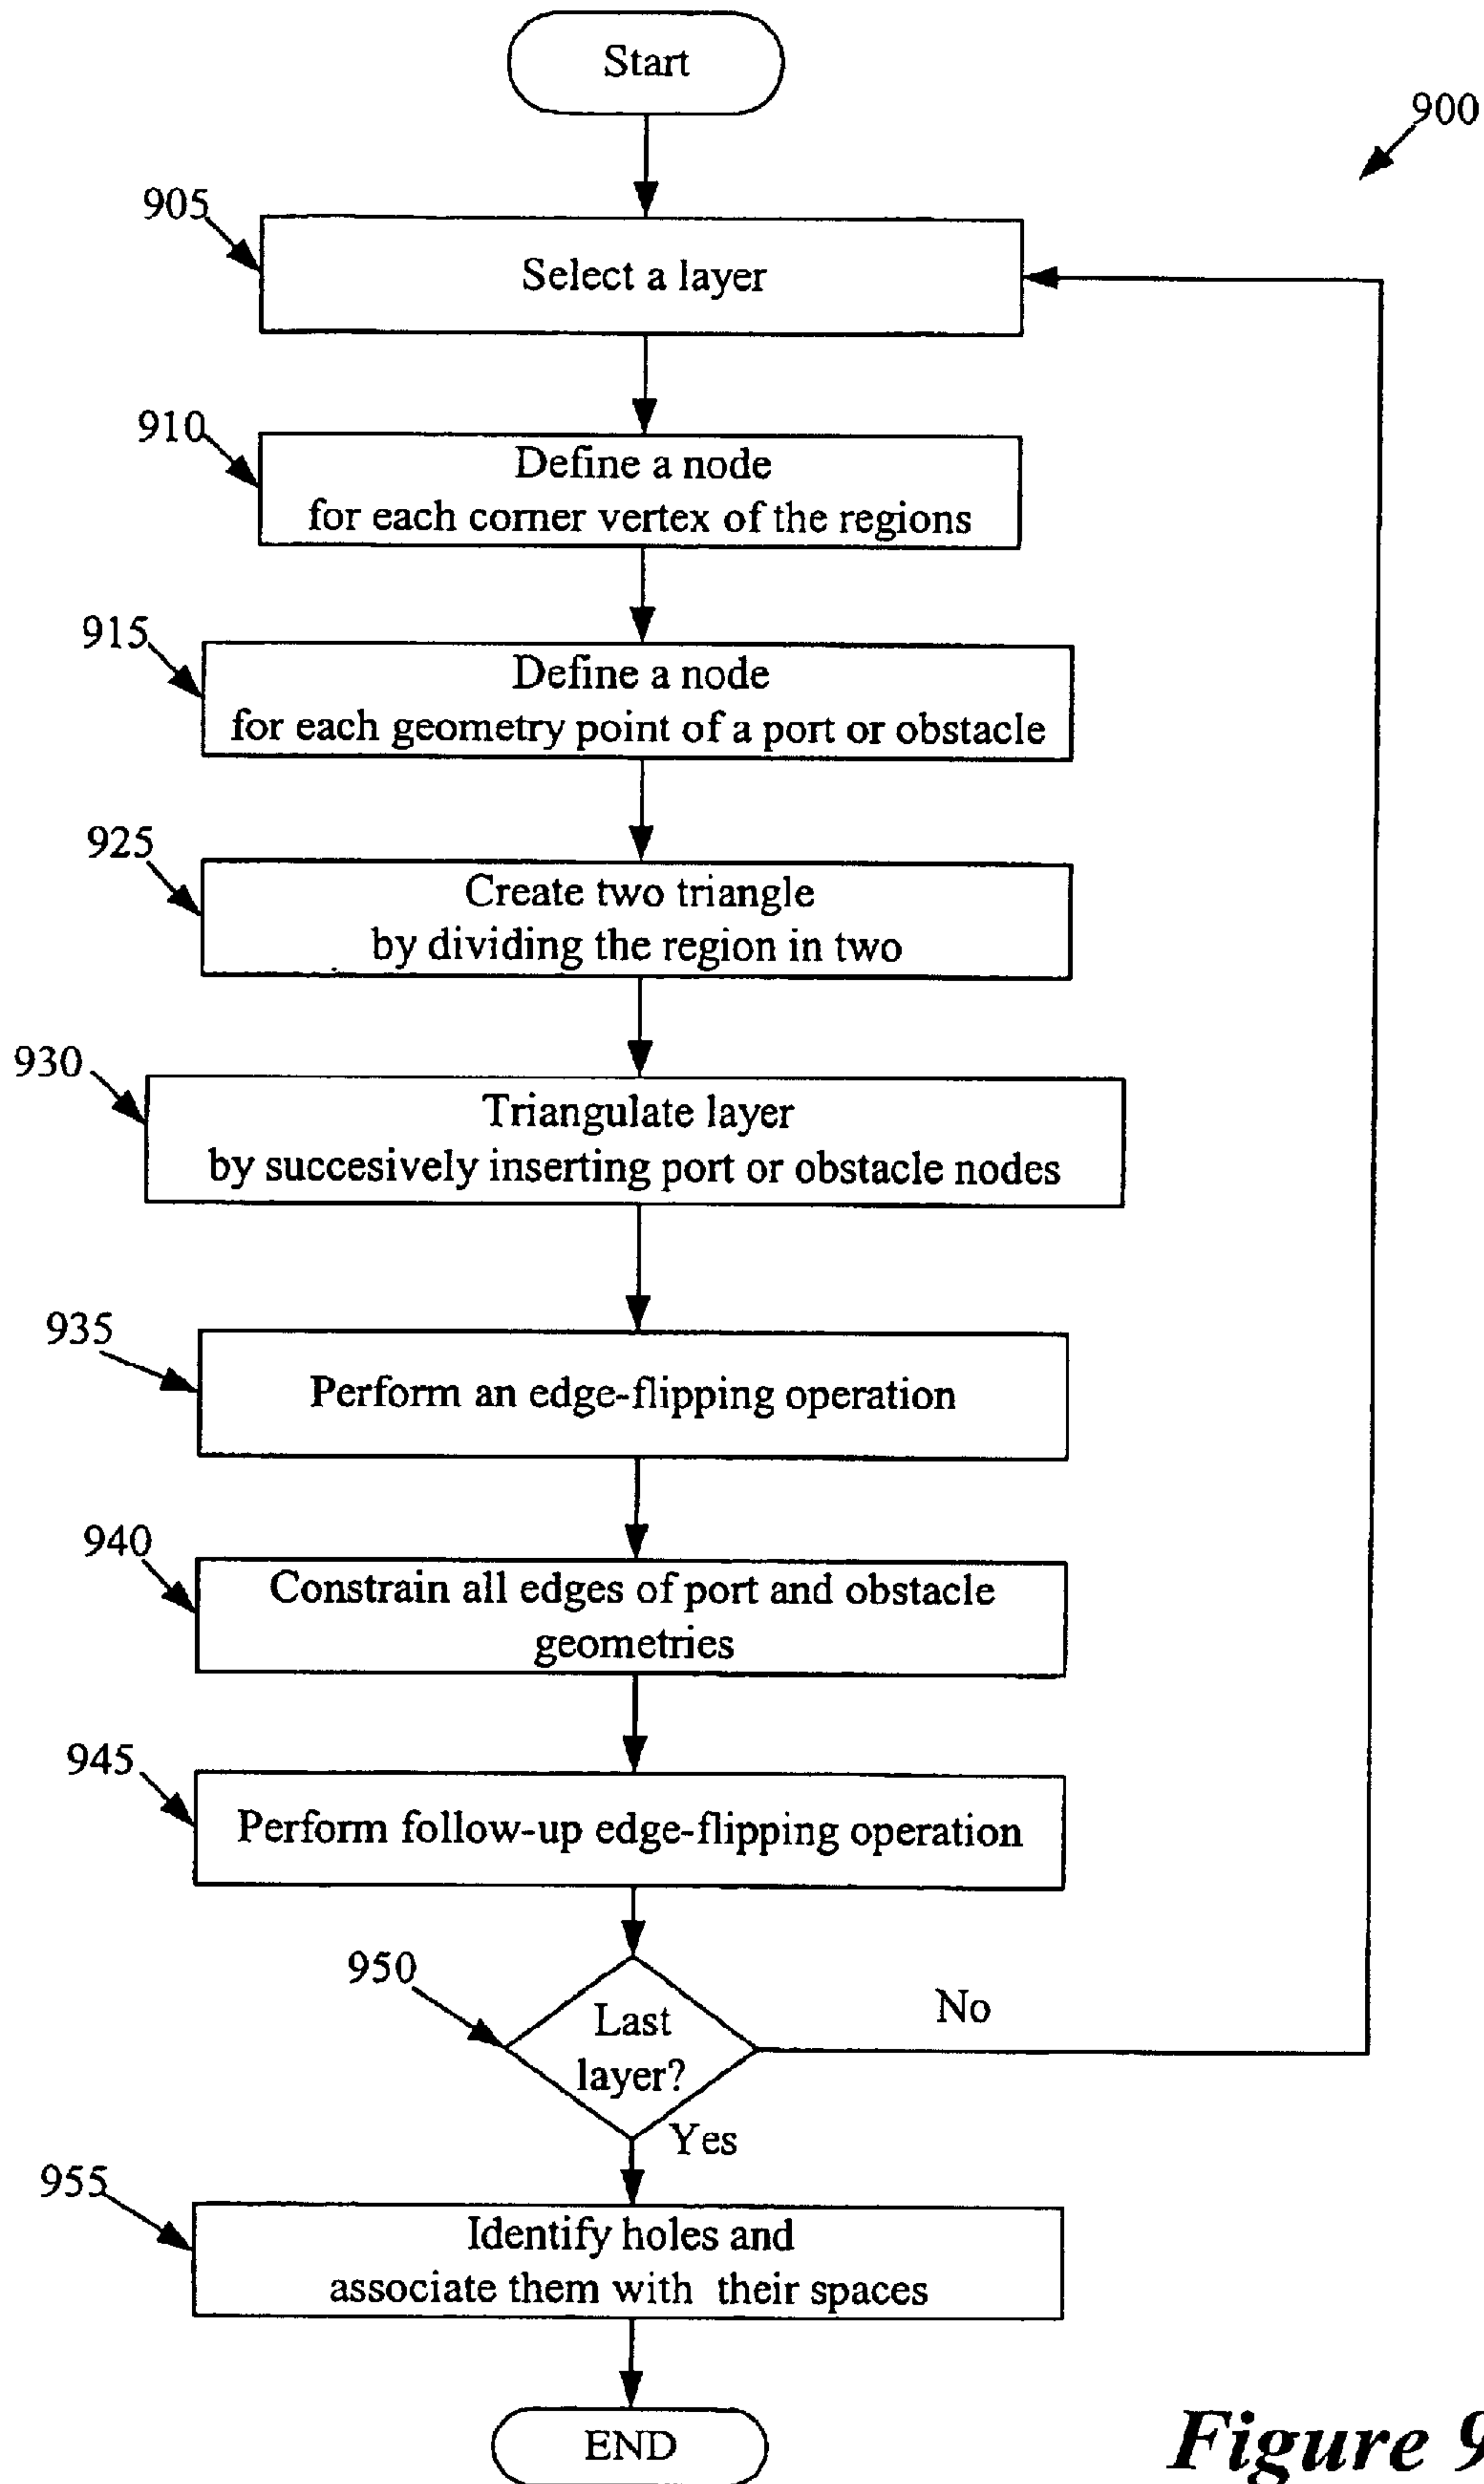 Start
900
905
Select a layer
910
Define a node
for each corner vertex of the regions
915
Define a node
for each geometry point of a port or obstacle
925
Create two triangle
by dividing the region in two
930
Triangulate layer
by succesively inserting port or obstacle nodes
935
Perform an edge-flipping operation
940
Constrain all edges of port and obstacle
geometries
945
Perform follow-up edge-flipping operation
950
Last
layer?
No
Yes
955
Identify holes and
associate them with their spaces
END
Figure 9